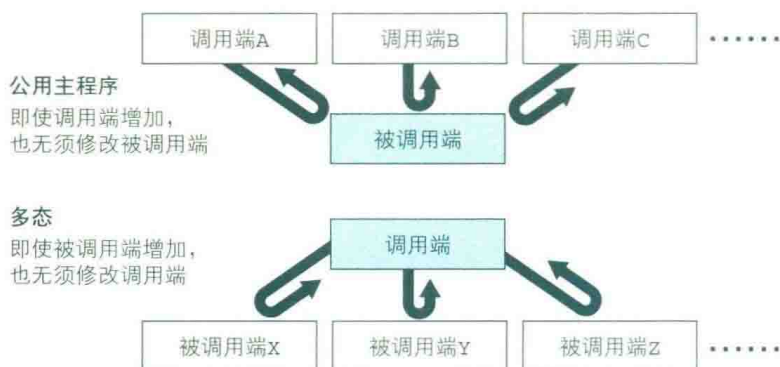 调用端A
调用端B
调用端C
......
公用主程序
即使调用端增加,
也无须修改被调用端
被调用端
多态
即使被调用端增加,
也无须修改调用端
调用端
被调用端X
被调用端Y
被调用端Z
......